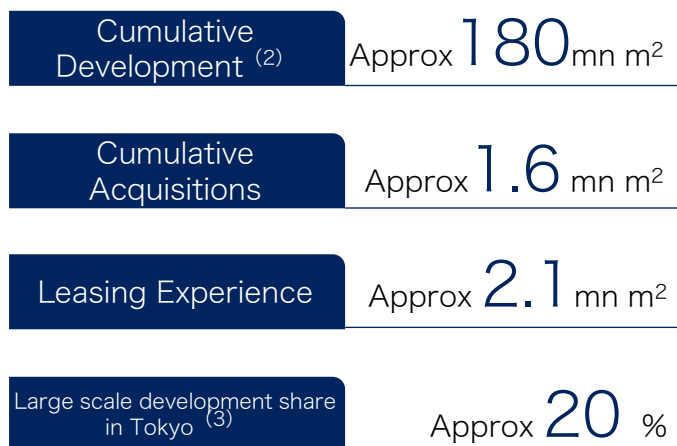 Cumulative
Development (2)
Approx 180mn m²
Cumulative
Acquisitions
Approx 1.6 mn m²
Leasing Experience
Approx 2.1 mn m²
Large scale development share
in Tokyo (3)
Approx 20 %